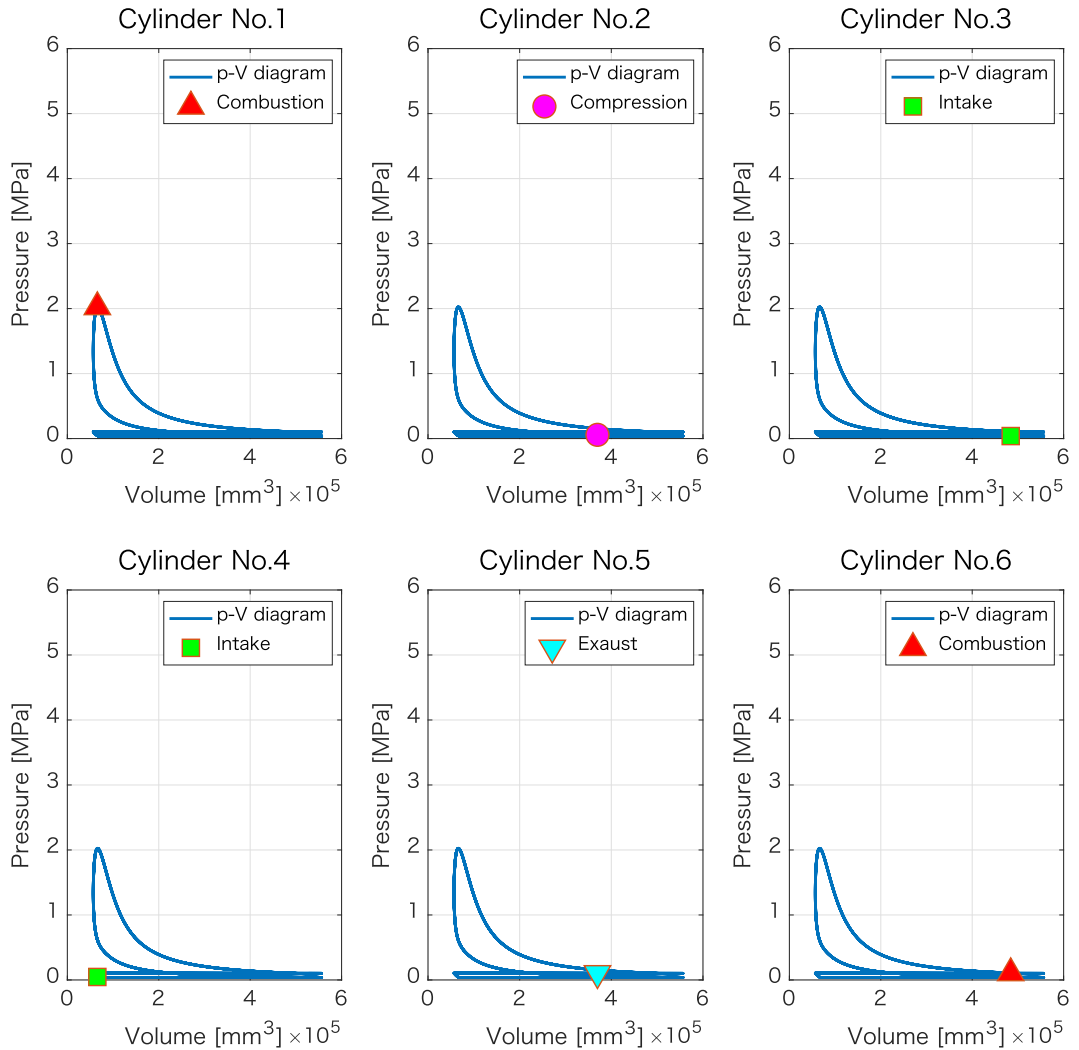 Cylinder No.1
6
5
4
3
2
1
0
0 2 4 6
Pressure [MPa]
Volume [mm3] ×105
p-V diagram
Combustion
Cylinder No.2
6
5
4
3
2
1
0
0 2 4 6
Pressure [MPa]
Volume [mm3] ×105
p-V diagram
Compression
Cylinder No.3
6
5
4
3
2
1
0
0 2 4 6
Pressure [MPa]
Volume [mm3] ×105
p-V diagram
Intake
Cylinder No.4
6
5
4
3
2
1
0
0 2 4 6
Pressure [MPa]
Volume [mm3] ×105
p-V diagram
Intake
Cylinder No.5
6
5
4
3
2
1
0
0 2 4 6
Pressure [MPa]
Volume [mm3] ×105
p-V diagram
Exaust
Cylinder No.6
6
5
4
3
2
1
0
0 2 4 6
Pressure [MPa]
Volume [mm3] ×105
p-V diagram
Combustion